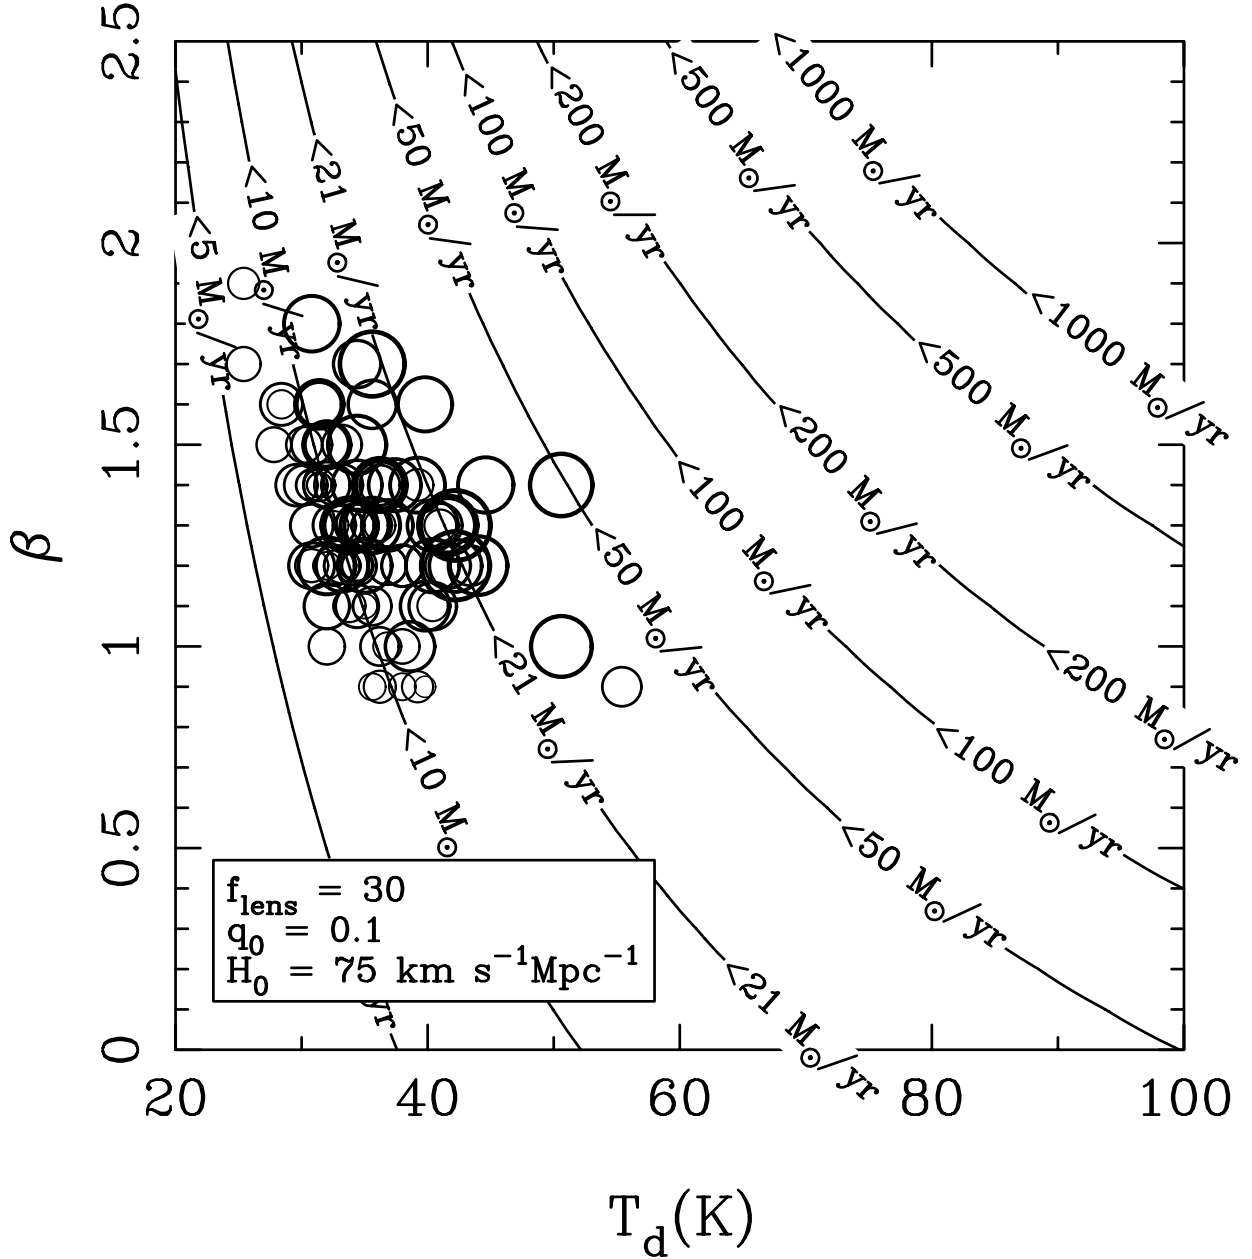 2.5
2
1.5
1
0.5
0
β
<5 M⊙/yr
<10 M⊙/yr
<21 M⊙/yr
<50 M⊙/yr
<100 M⊙/yr
<200 M⊙/yr
<500 M⊙/yr
<1000 M⊙/yr
<1000 M⊙/yr
<500 M⊙/yr
<200 M⊙/yr
<100 M⊙/yr
<50 M⊙/yr
<21 M⊙/yr
<10 M⊙
<200 M⊙/yr
<100 M⊙/yr
<50 M⊙/yr
<21 M⊙/yr
f_lens = 30
q_0 = 0.1
H_0 = 75 km s^−1 Mpc^−1
yr
20 40 60 80 100
T_d(K)